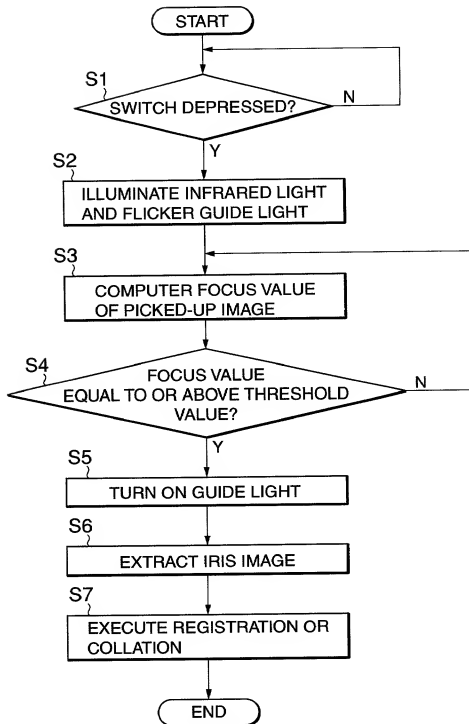 START
S1
SWITCH DEPRESSED?
N
Y
S2
ILLUMINATE INFRARED LIGHT
AND FLICKER GUIDE LIGHT
S3
COMPUTER FOCUS VALUE
OF PICKED-UP IMAGE
S4
FOCUS VALUE
EQUAL TO OR ABOVE THRESHOLD
VALUE?
N
Y
S5
TURN ON GUIDE LIGHT
S6
EXTRACT IRIS IMAGE
S7
EXECUTE REGISTRATION OR
COLLATION
END